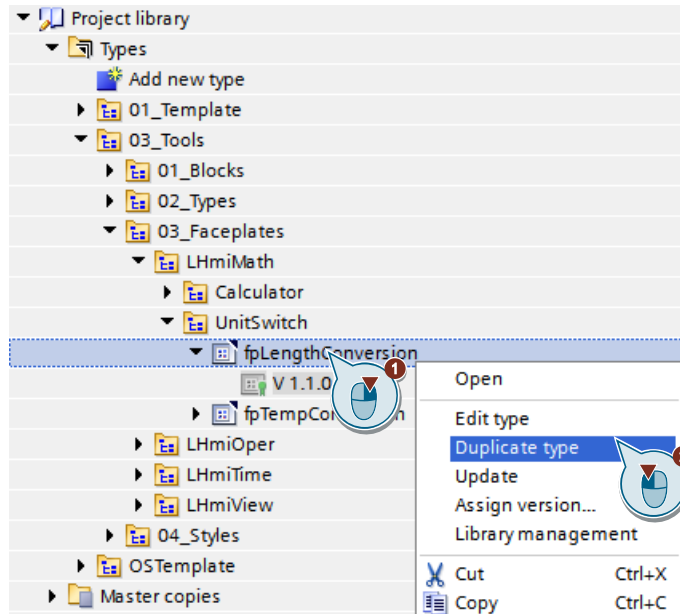 Project library
Types
Add new type
01_Template
03_Tools
01_Blocks
02_Types
03_Faceplates
LHmiMath
Calculator
UnitSwitch
fpLengthConversion
1
V 1.1.0
Open
Edit type
Duplicate type
Update
Assign version...
Library management
Cut Ctrl+X
Copy Ctrl+C
LHmiOper
LHmiTime
LHmiView
04_Styles
OSTemplate
Master copies